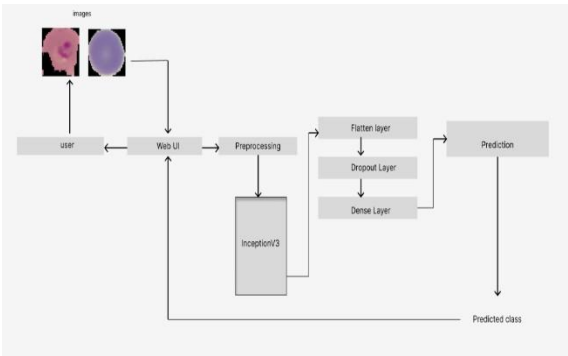 images
user
Web UI
Preprocessing
InceptionV3
Flatten layer
Dropout Layer
Dense Layer
Prediction
Predicted class